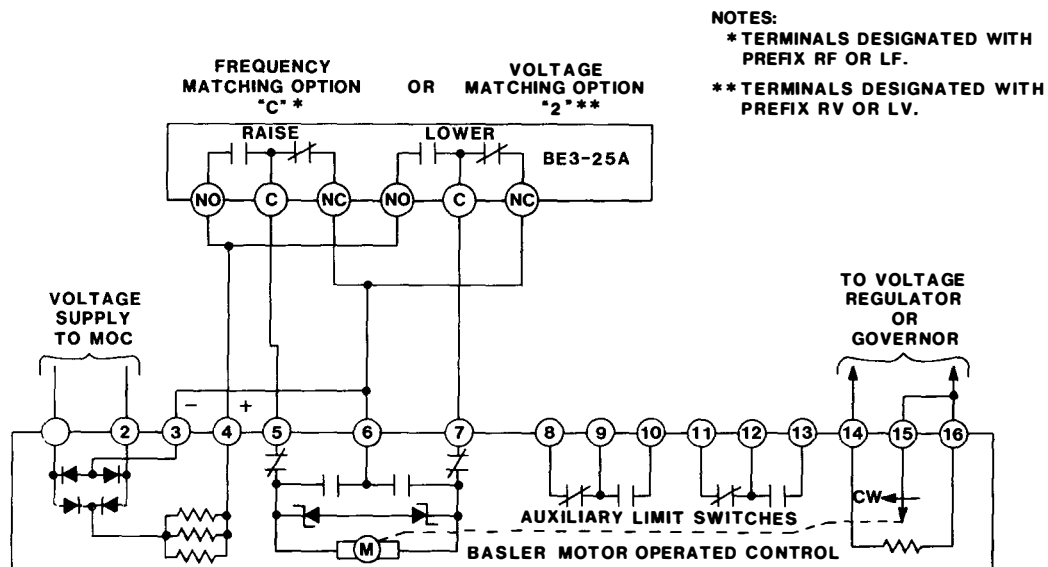 NOTES:
* TERMINALS DESIGNATED WITH
PREFIX RF OR LF.
** TERMINALS DESIGNATED WITH
PREFIX RV OR LV.
FREQUENCY
MATCHING OPTION
"C" *
OR
VOLTAGE
MATCHING OPTION
"2" **
RAISE
LOWER
BE3-25A
NO
C
NC
NO
C
NC
VOLTAGE
SUPPLY
TO MOC
TO VOLTAGE
REGULATOR
OR
GOVERNOR
- +
2
3
4
5
6
7
8
9
10
11
12
13
14
15
16
CW
AUXILIARY LIMIT SWITCHES
M
BASLER MOTOR OPERATED CONTROL